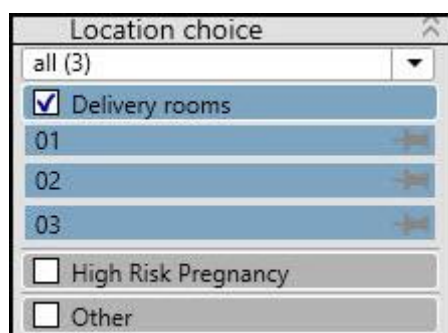 Location choice
all (3)
Delivery rooms
01
02
03
High Risk Pregnancy
Other